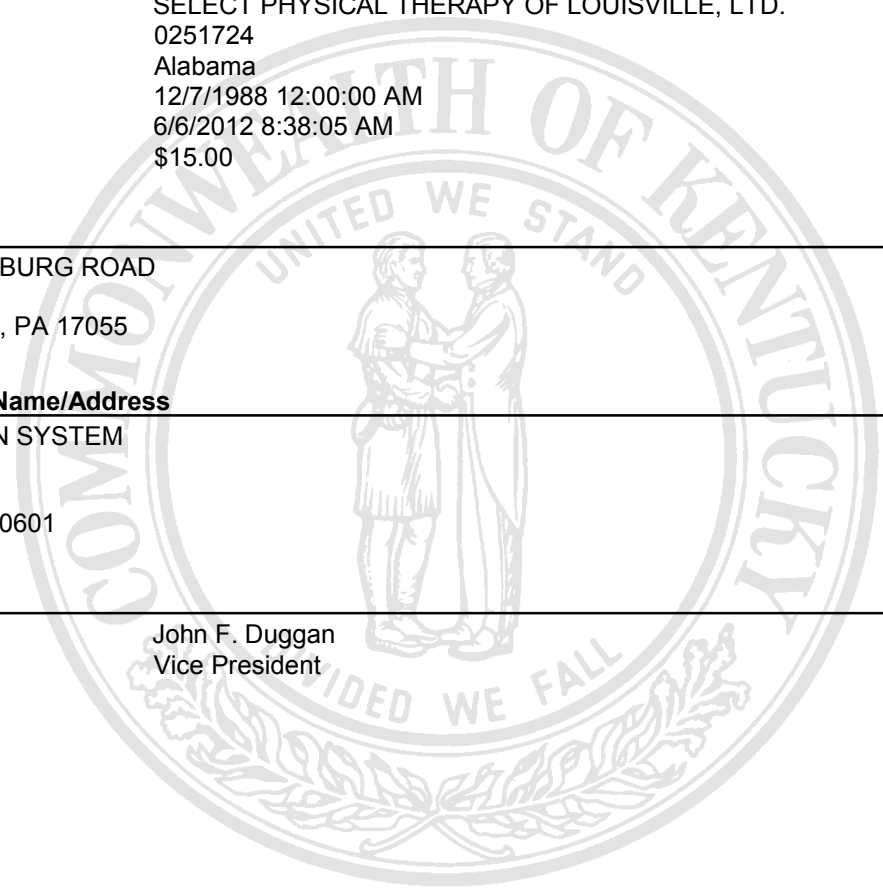 SELECT PHYSICAL THERAPY OF LOUISVILLE, LTD.
0251724
Alabama
12/7/1988 12:00:00 AM
6/6/2012 8:38:05 AM
$15.00
COMMONWEALTH OF KENTUCKY
UNITED WE STAND
BURG ROAD
, PA 17055
Name/Address
N SYSTEM
0601
John F. Duggan
Vice President
DIVIDED WE FALL